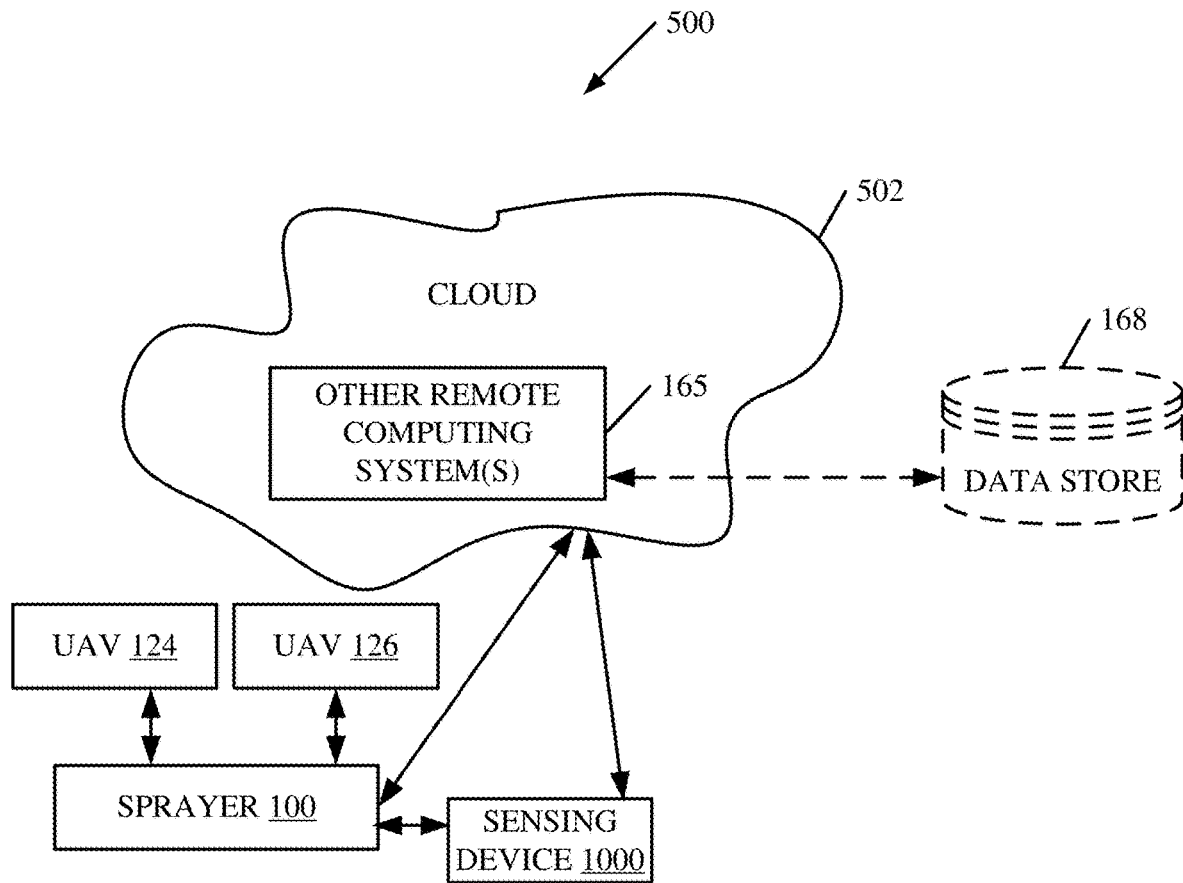 500
502
CLOUD
168
OTHER REMOTE
COMPUTING
SYSTEM(S)
165
DATA STORE
UAV 124
UAV 126
SPRAYER 100
SENSING
DEVICE 1000